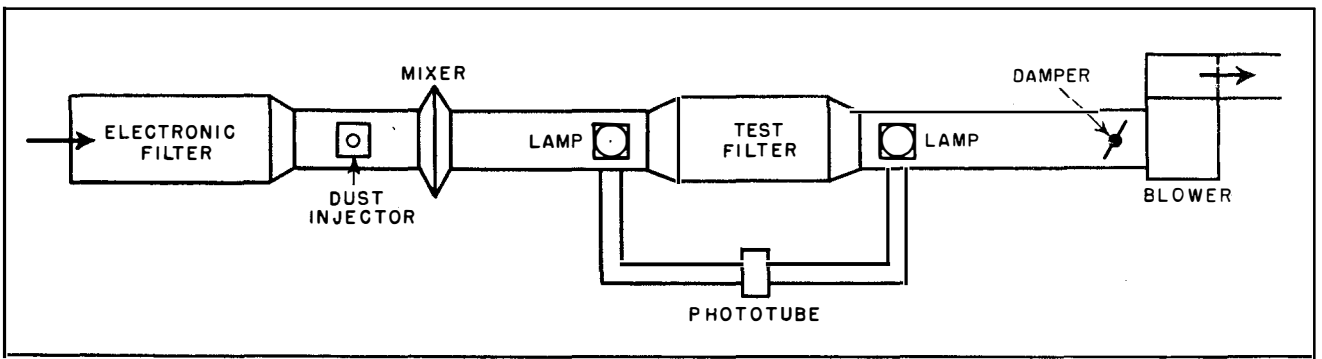 ELECTRONIC
FILTER
DUST
INJECTOR
MIXER
LAMP
TEST
FILTER
LAMP
PHOTOTUBE
DAMPER
BLOWER